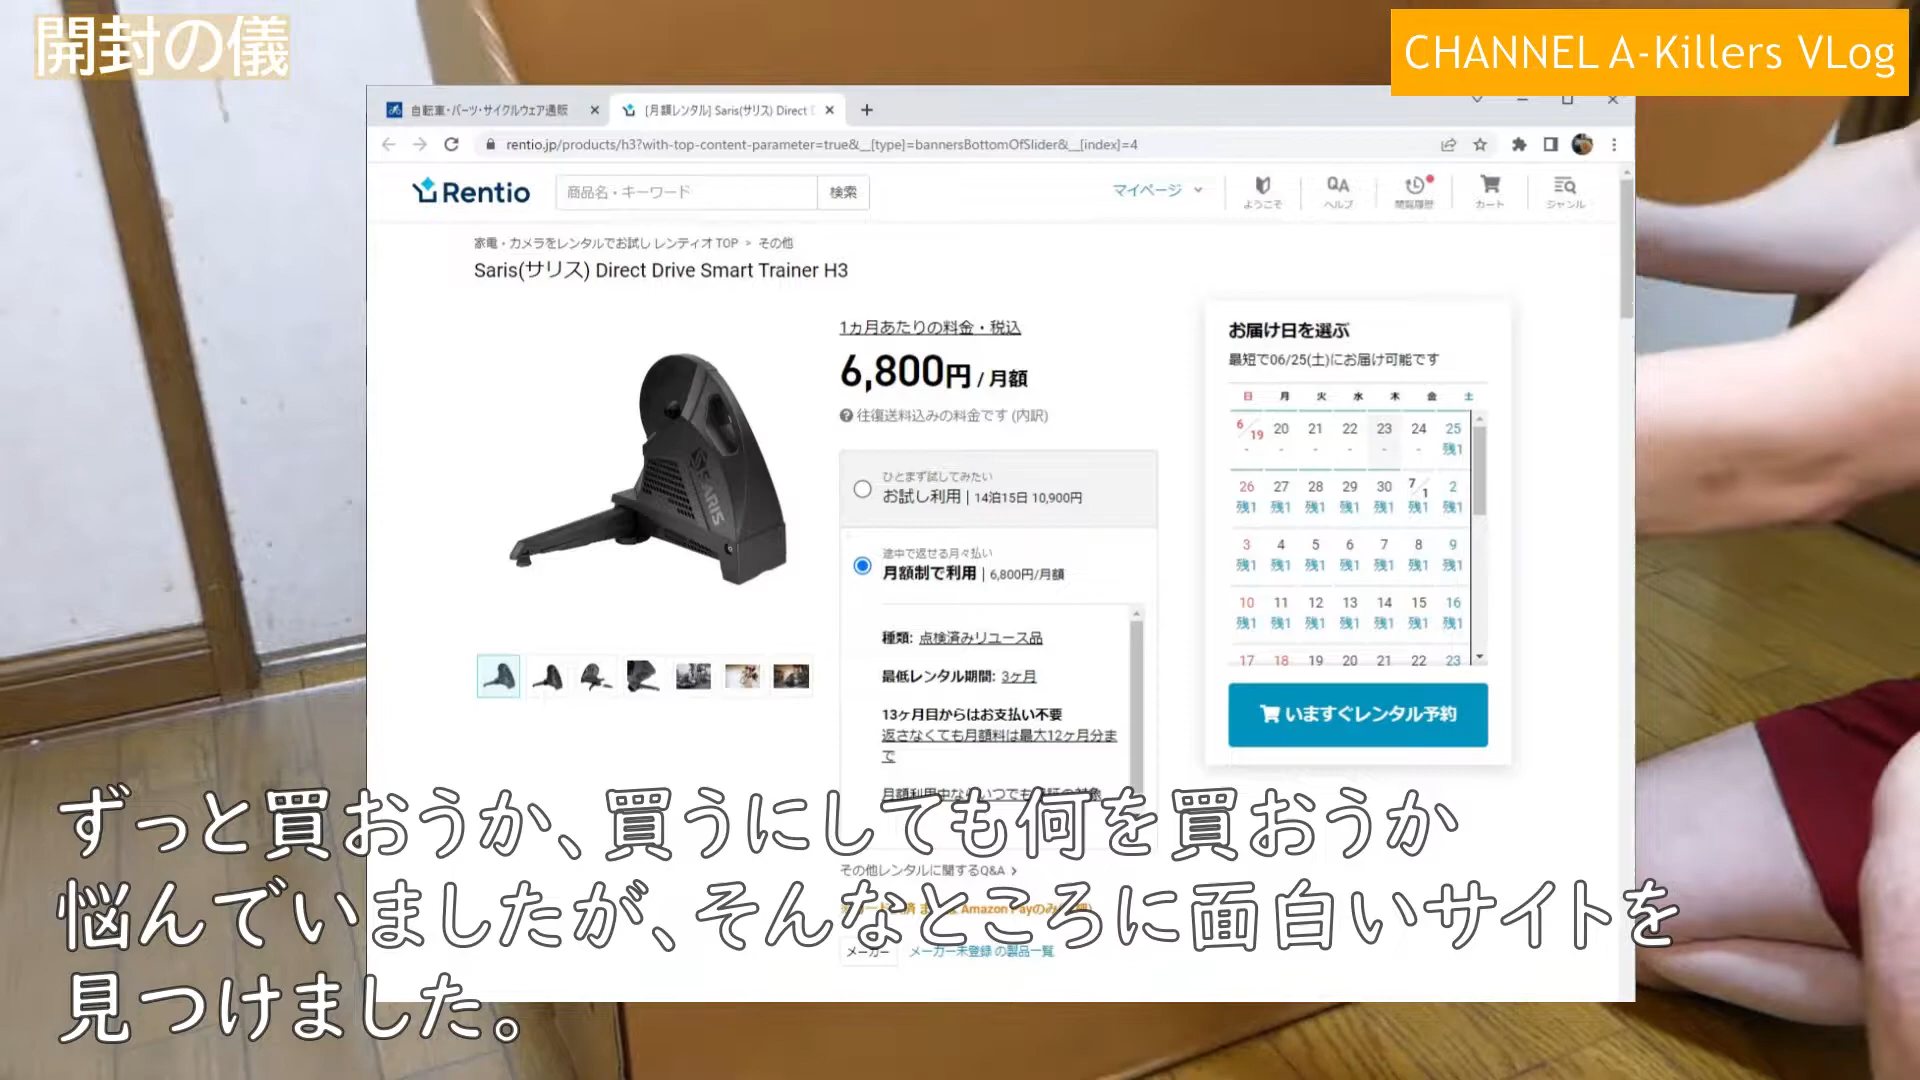 開封の儀
CHANNEL A-Killers VLog
自転車・パーツ・サイクルウェア通販
[月額レンタル] Saris(サリス) Direct D
rentio.jp/products/h3?with-top-content-parameter=true&__[type]=bannersBottomOfSlider&__[index]=4
Rentio
商品名・キーワード
検索
マイページ
ようこそ
ヘルプ
閲覧履歴
カート
ジャンル
家電・カメラをレンタルでお試し レンティオ TOP > その他
Saris(サリス) Direct Drive Smart Trainer H3
SARIS
1ヵ月あたりの料金・税込
6,800円 / 月額
往復送料込みの料金です (内訳)
ひとまず試してみたい
お試し利用 | 14泊15日 10,900円
途中で返せる月々払い
月額制で利用 | 6,800円/月額
種類: 点検済みリユース品
最低レンタル期間: 3ヶ月
13ヶ月目からはお支払い不要
返さなくても月額料は最大12ヶ月分ま
で
その他レンタルに関するQ&A >
メーカー
メーカー未登録 の製品一覧
お届け日を選ぶ
最短で06/25(土)にお届け可能です
日 月 火 水 木 金 土
6/19 20 21 22 23 24 25
- - - - - - 残1
26 27 28 29 30 7/1 2
残1 残1 残1 残1 残1 残1 残1
3 4 5 6 7 8 9
残1 残1 残1 残1 残1 残1 残1
10 11 12 13 14 15 16
残1 残1 残1 残1 残1 残1 残1
17 18 19 20 21 22 23
いますぐレンタル予約
ずっと買おうか、買うにしても何を買おうか
悩んでいましたが、そんなところに面白いサイトを
見つけました。